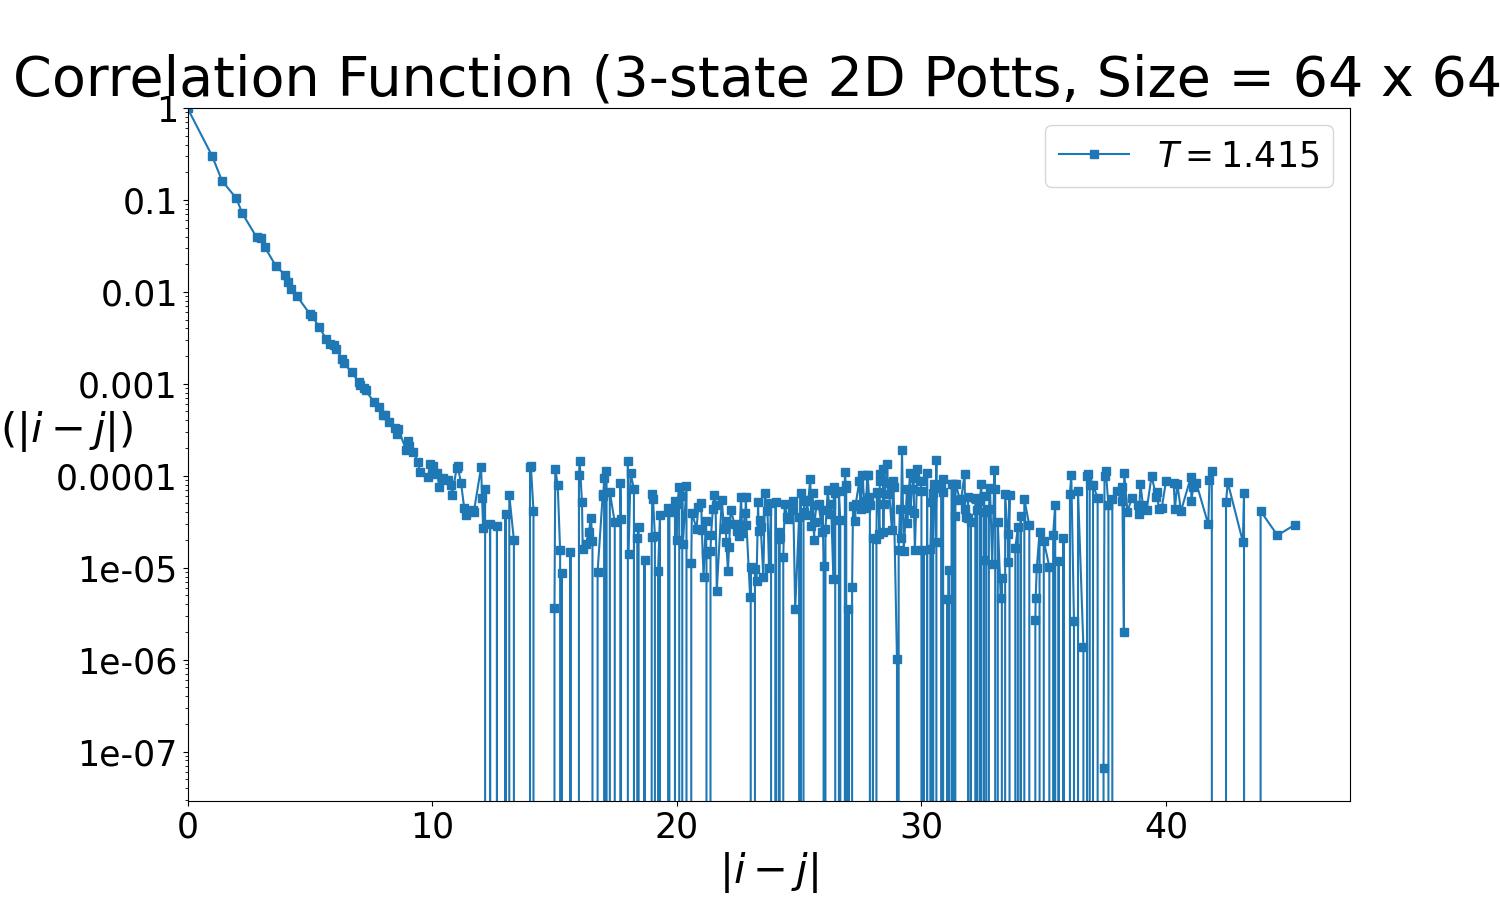 Correlation Function (3-state 2D Potts, Size = 64 x 64
1
T = 1.415
0.1
0.01
0.001
(|i − j|)
0.0001
1e-05
1e-06
1e-07
0 10 20 30 40
|i − j|